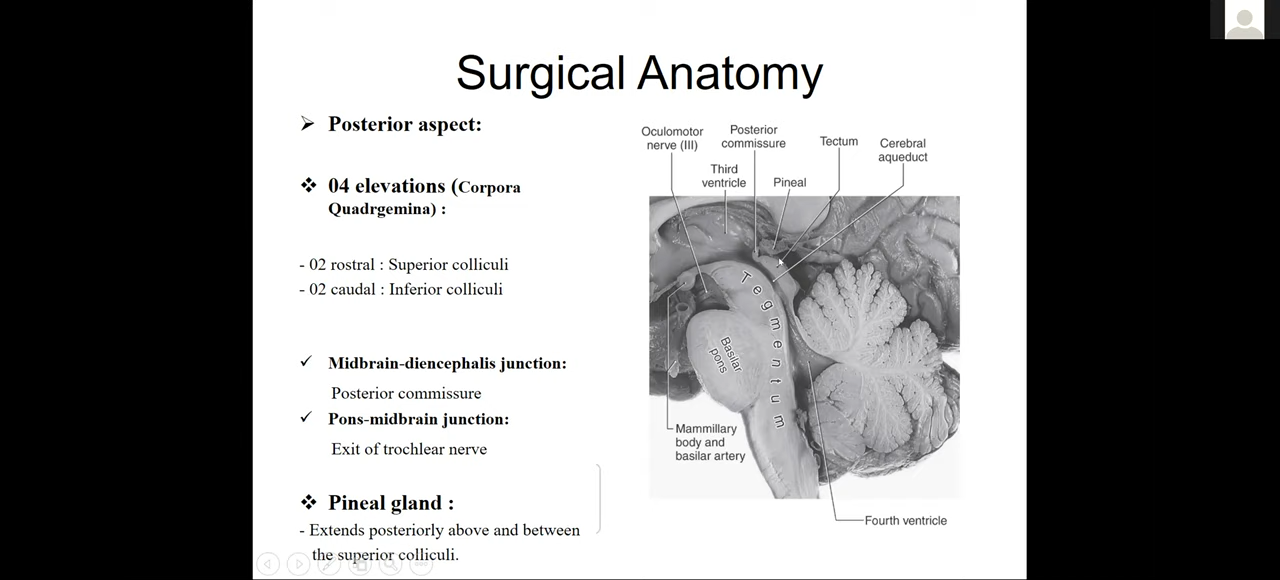 Surgical Anatomy
➢ Posterior aspect:
❖ 04 elevations (Corpora
Quadrgemina) :
- 02 rostral : Superior colliculi
- 02 caudal : Inferior colliculi
✓ Midbrain-diencephalis junction:
Posterior commissure
✓ Pons-midbrain junction:
Exit of trochlear nerve
❖ Pineal gland :
- Extends posteriorly above and between
the superior colliculi.
Oculomotor
nerve (III)
Posterior
commissure
Tectum
Cerebral
aqueduct
Third
ventricle
Pineal
Tegmentum
Basilar
pons
Mammillary
body and
basilar artery
Fourth ventricle